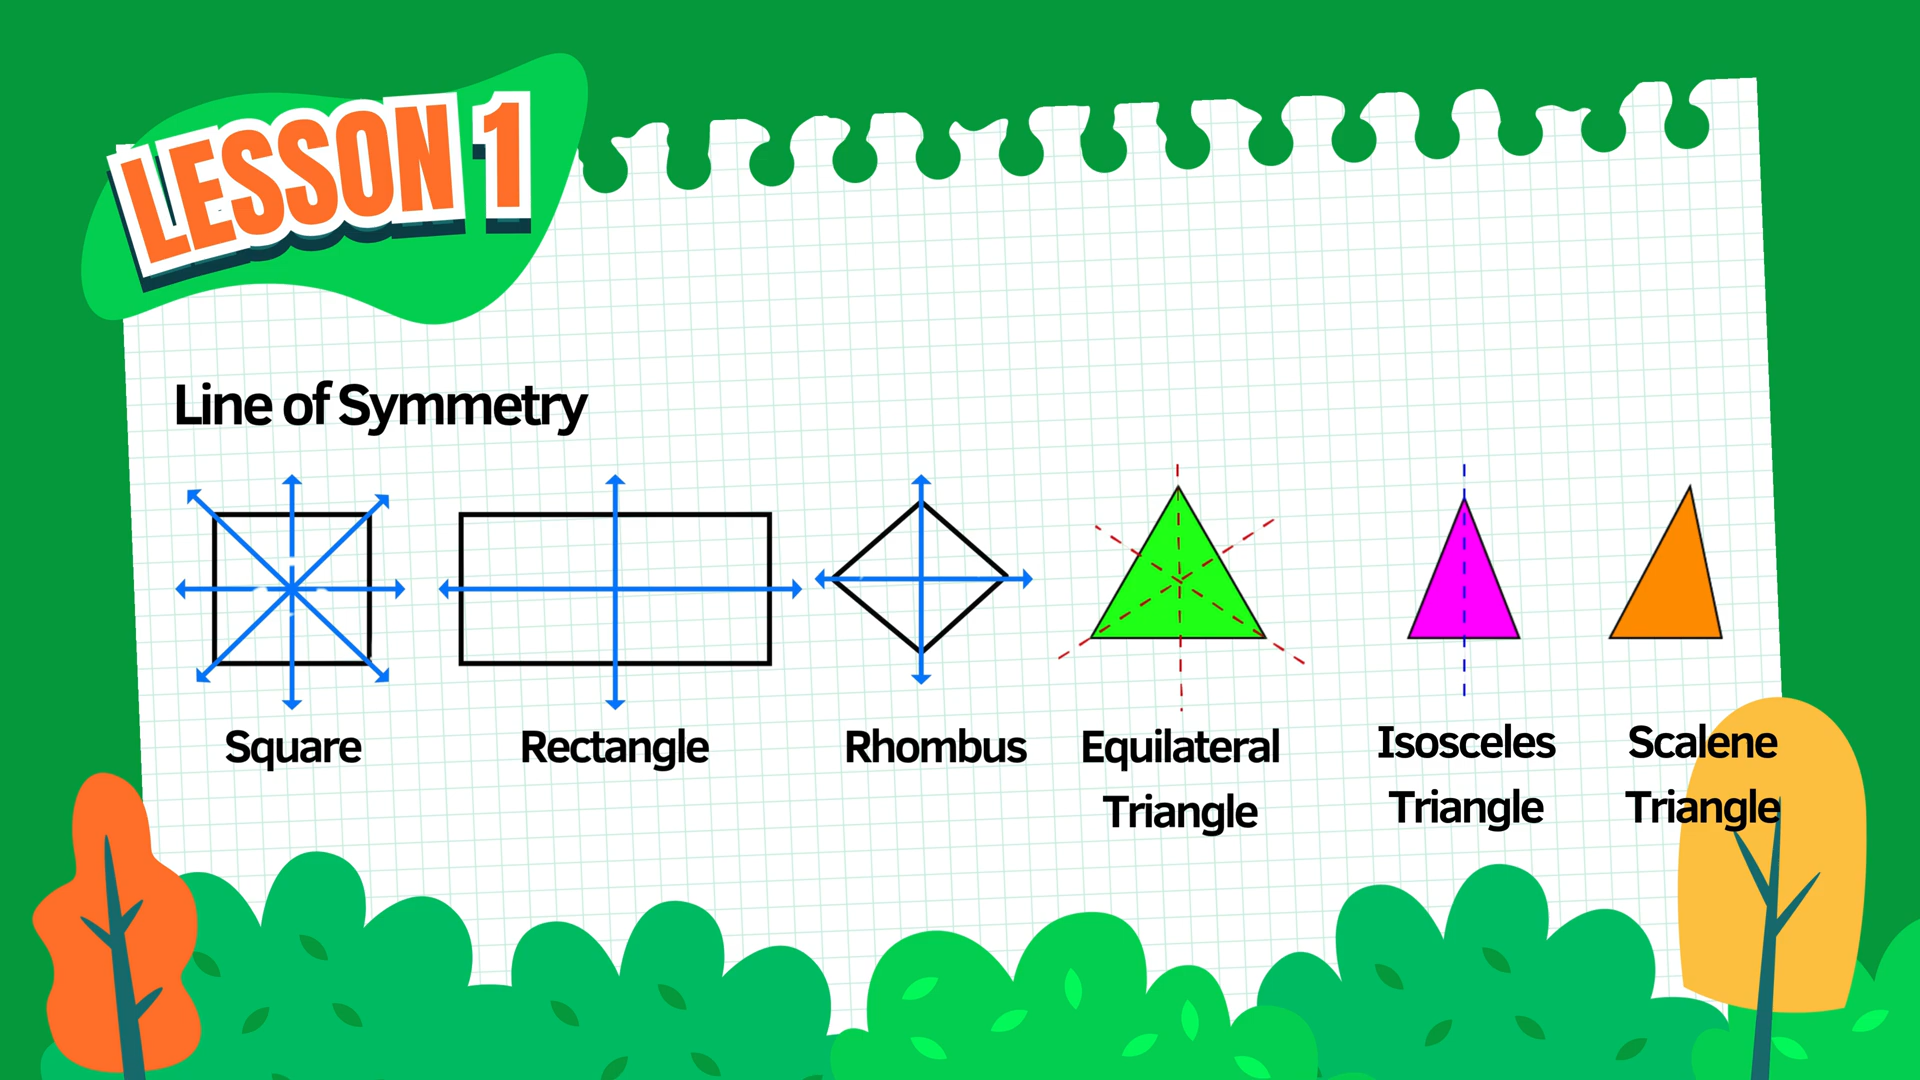 LESSON 1
Line of Symmetry
Square
Rectangle
Rhombus
Equilateral
Triangle
Isosceles
Triangle
Scalene
Triangle